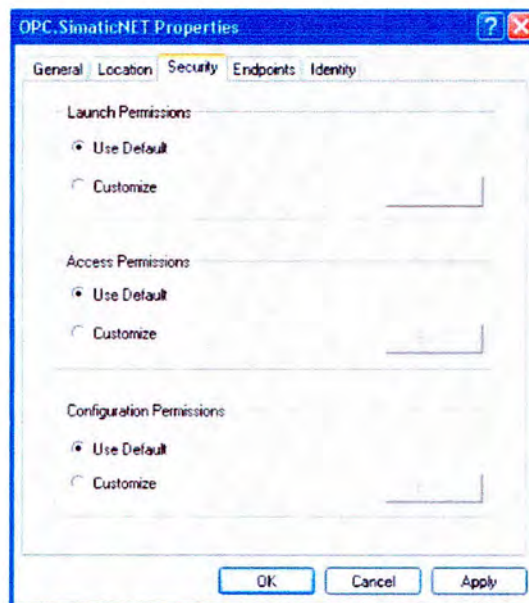 OPC.SimaticNET Properties
General Location Security Endpoints Identity
Launch Permissions
Use Default
Customize
Access Permissions
Use Default
Customize
Configuration Permissions
Use Default
Customize
OK Cancel Apply